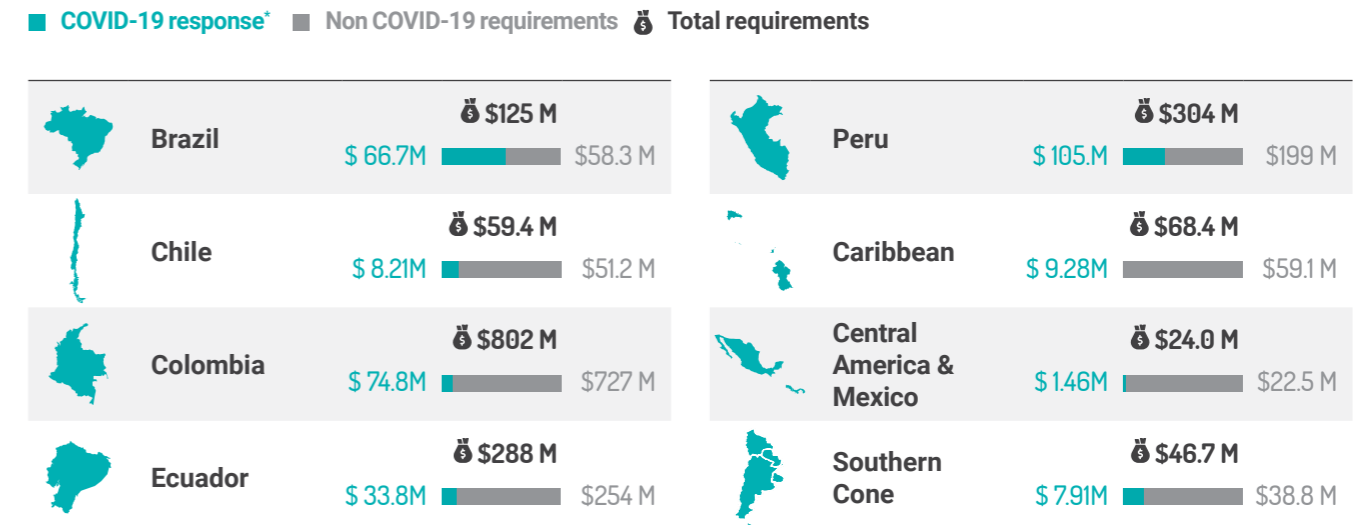 COVID-19 response* Non COVID-19 requirements Total requirements
Brazil
$125 M
$ 66.7M $58.3 M
Chile
$59.4 M
$ 8.21M $51.2 M
Colombia
$802 M
$ 74.8M $727 M
Ecuador
$288 M
$ 33.8M $254 M
Peru
$304 M
$ 105.M $199 M
Caribbean
$68.4 M
$ 9.28M $59.1 M
Central
America &
Mexico
$24.0 M
$ 1.46M $22.5 M
Southern
Cone
$46.7 M
$ 7.91M $38.8 M